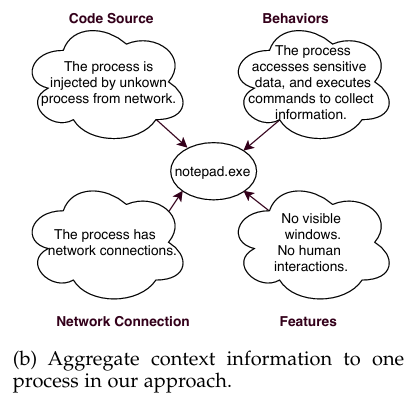 Code Source
Behaviors
The process is
injected by unkown
process from network.
The process
accesses sensitive
data, and executes
commands to collect
information.
notepad.exe
The process has
network connections.
No visible
windows.
No human
interactions.
Network Connection
Features
(b) Aggregate context information to one
process in our approach.